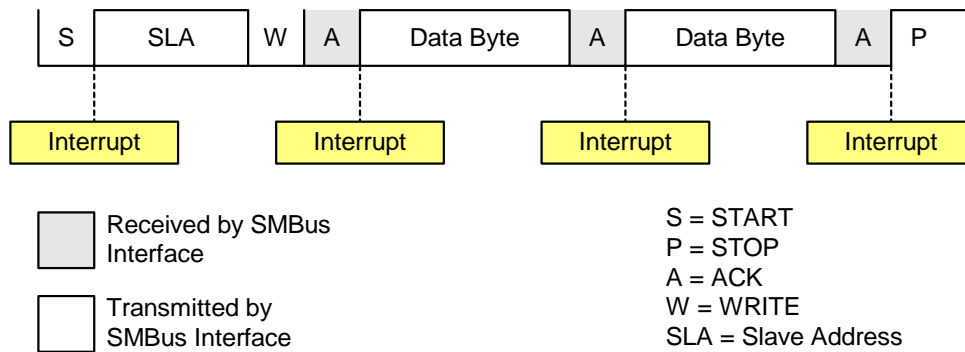 S SLA W A Data Byte A Data Byte A P
Interrupt Interrupt Interrupt Interrupt
Received by SMBus
Interface
Transmitted by
SMBus Interface
S = START
P = STOP
A = ACK
W = WRITE
SLA = Slave Address